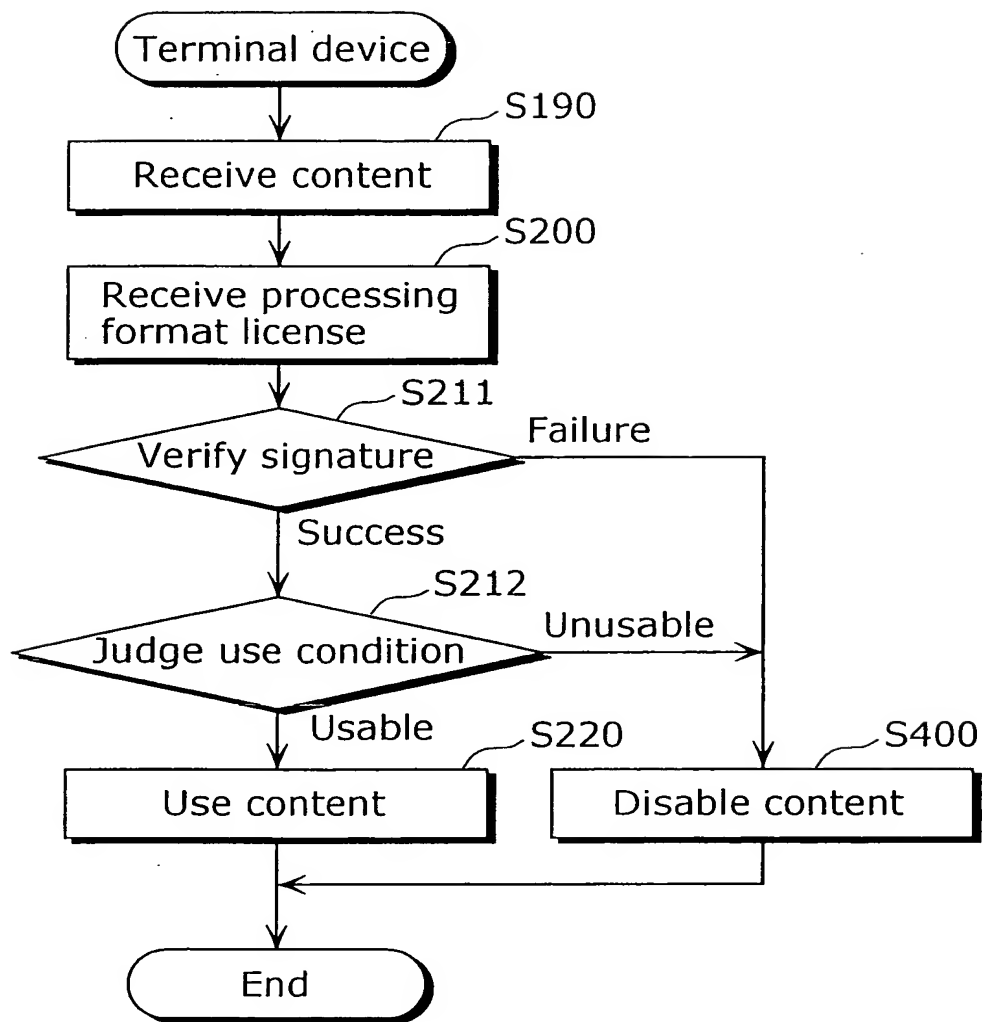 Terminal device
S190
Receive content
S200
Receive processing
format license
S211
Verify signature
Failure
Success
S212
Judge use condition
Unusable
Usable
S220
Use content
S400
Disable content
End